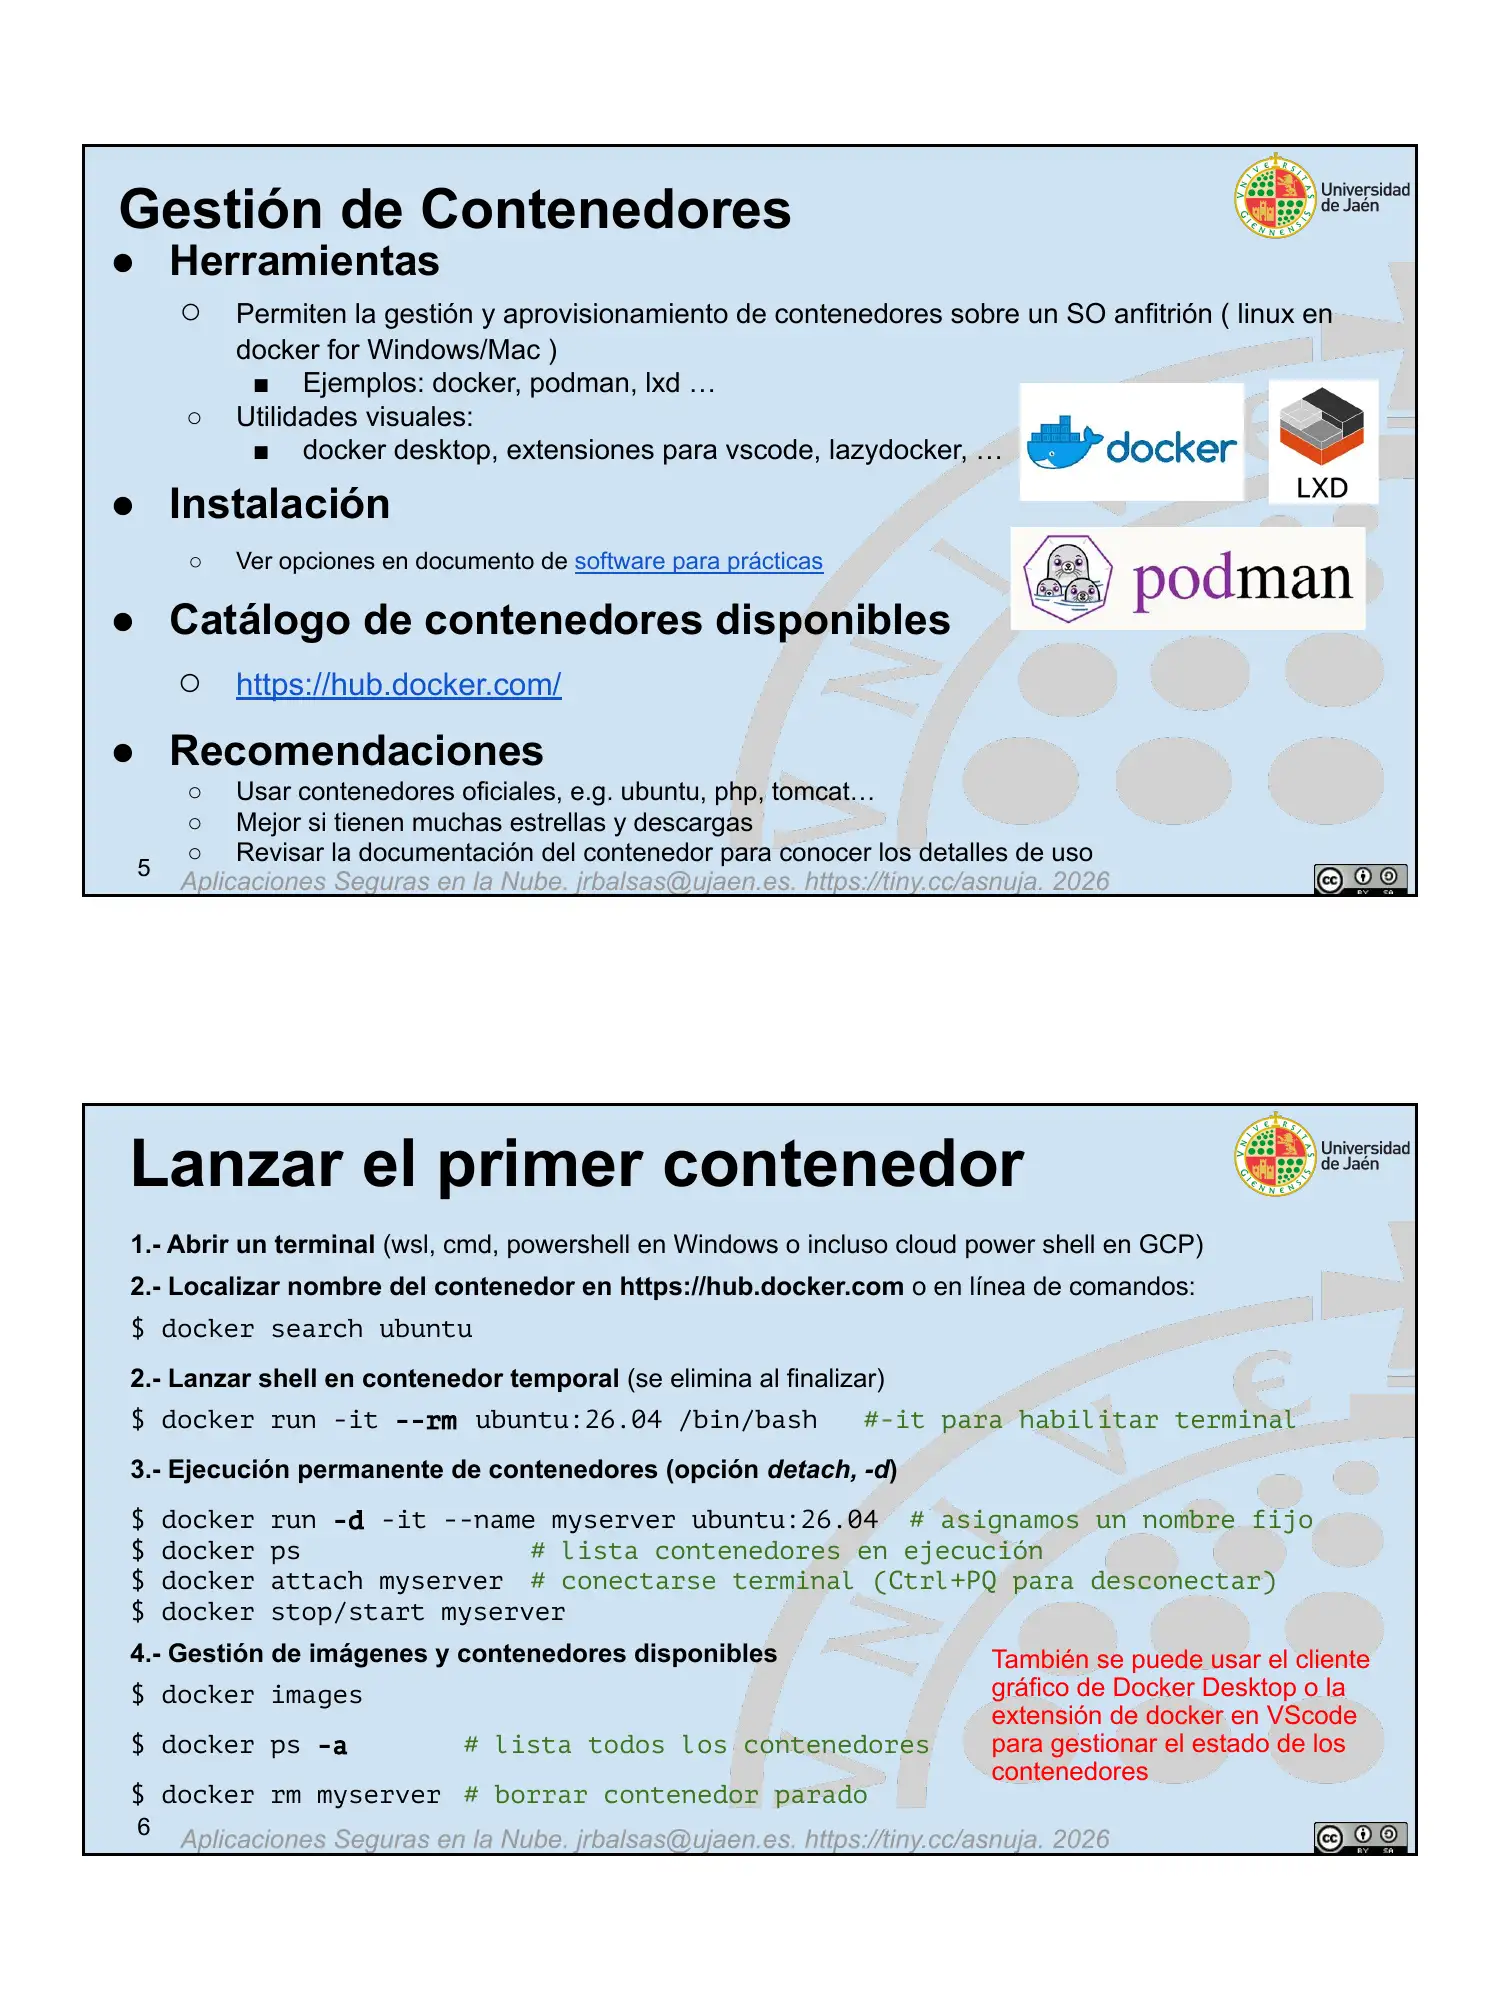 Gestión de Contenedores
Universidad
de Jaén
● Herramientas
○ Permiten la gestión y aprovisionamiento de contenedores sobre un SO anfitrión ( linux en
docker for Windows/Mac )
■ Ejemplos: docker, podman, lxd …
○ Utilidades visuales:
■ docker desktop, extensiones para vscode, lazydocker, …
docker
LXD
podman
● Instalación
○ Ver opciones en documento de software para prácticas
● Catálogo de contenedores disponibles
○ https://hub.docker.com/
● Recomendaciones
○ Usar contenedores oficiales, e.g. ubuntu, php, tomcat…
○ Mejor si tienen muchas estrellas y descargas
○ Revisar la documentación del contenedor para conocer los detalles de uso
5
Aplicaciones Seguras en la Nube. jrbalsas@ujaen.es. https://tiny.cc/asnuja. 2026
cc
BY SA
Lanzar el primer contenedor
Universidad
de Jaén
1.- Abrir un terminal (wsl, cmd, powershell en Windows o incluso cloud power shell en GCP)
2.- Localizar nombre del contenedor en https://hub.docker.com o en línea de comandos:
$ docker search ubuntu
2.- Lanzar shell en contenedor temporal (se elimina al finalizar)
$ docker run -it --rm ubuntu:26.04 /bin/bash #-it para habilitar terminal
3.- Ejecución permanente de contenedores (opción detach, -d)
$ docker run -d -it --name myserver ubuntu:26.04 # asignamos un nombre fijo
$ docker ps # lista contenedores en ejecución
$ docker attach myserver # conectarse terminal (Ctrl+PQ para desconectar)
$ docker stop/start myserver
4.- Gestión de imágenes y contenedores disponibles
$ docker images
$ docker ps -a # lista todos los contenedores
$ docker rm myserver # borrar contenedor parado
También se puede usar el cliente
gráfico de Docker Desktop o la
extensión de docker en VScode
para gestionar el estado de los
contenedores
6
Aplicaciones Seguras en la Nube. jrbalsas@ujaen.es. https://tiny.cc/asnuja. 2026
cc
BY SA